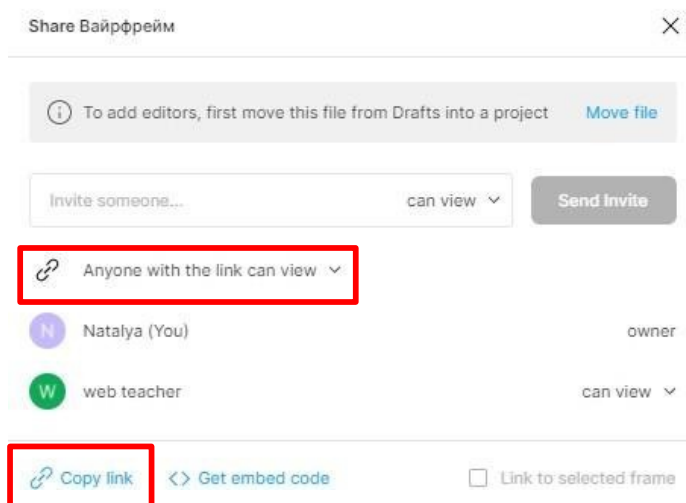 Share Вайрфрейм
To add editors, first move this file from Drafts into a project Move file
Invite someone... can view Send Invite
Anyone with the link can view
N Natalya (You) owner
W web teacher can view
Copy link <> Get embed code Link to selected frame